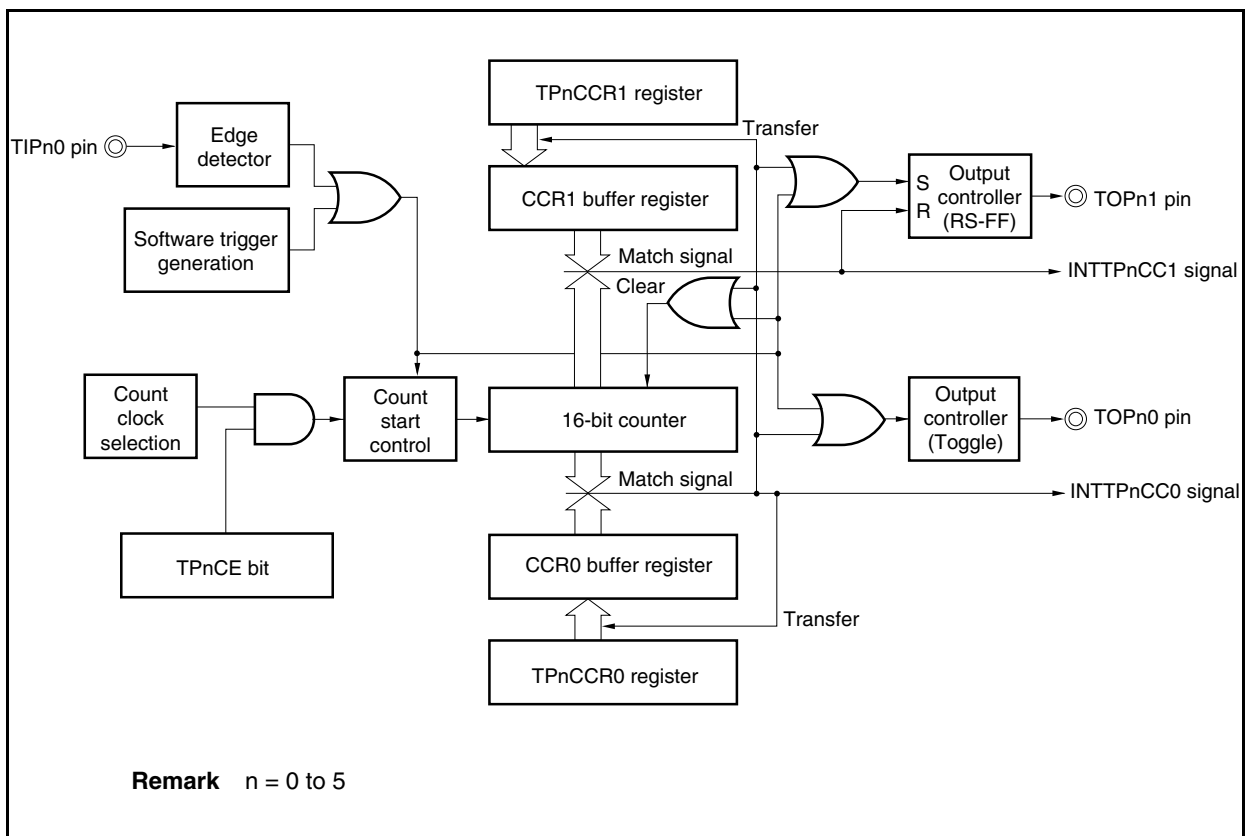 TPnCCR1 register
Transfer
TIPn0 pin
Edge
detector
CCR1 buffer register
S
R
Output
controller
(RS-FF)
TOPn1 pin
Software trigger
generation
Match signal
INTTPnCC1 signal
Clear
Count
clock
selection
Count
start
control
16-bit counter
Output
controller
(Toggle)
TOPn0 pin
Match signal
INTTPnCC0 signal
TPnCE bit
CCR0 buffer register
Transfer
TPnCCR0 register
Remark n = 0 to 5